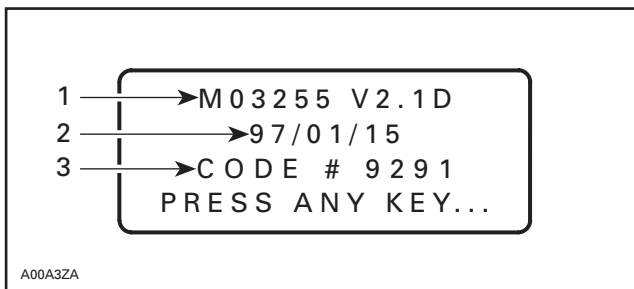 1 M03255 V2.1D
2 97/01/15
3 CODE # 9291
PRESS ANY KEY...
A00A3ZA